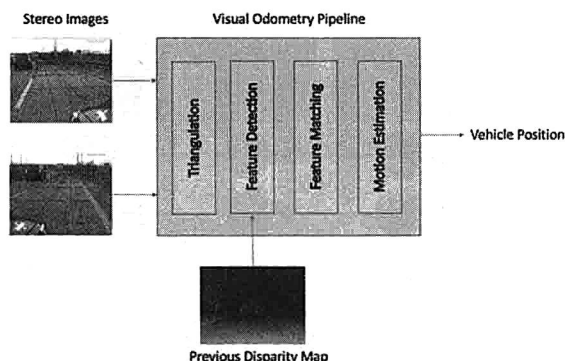 Stereo Images
Visual Odometry Pipeline
Triangulation
Feature Detection
Feature Matching
Motion Estimation
Vehicle Position
Previous Disparity Map